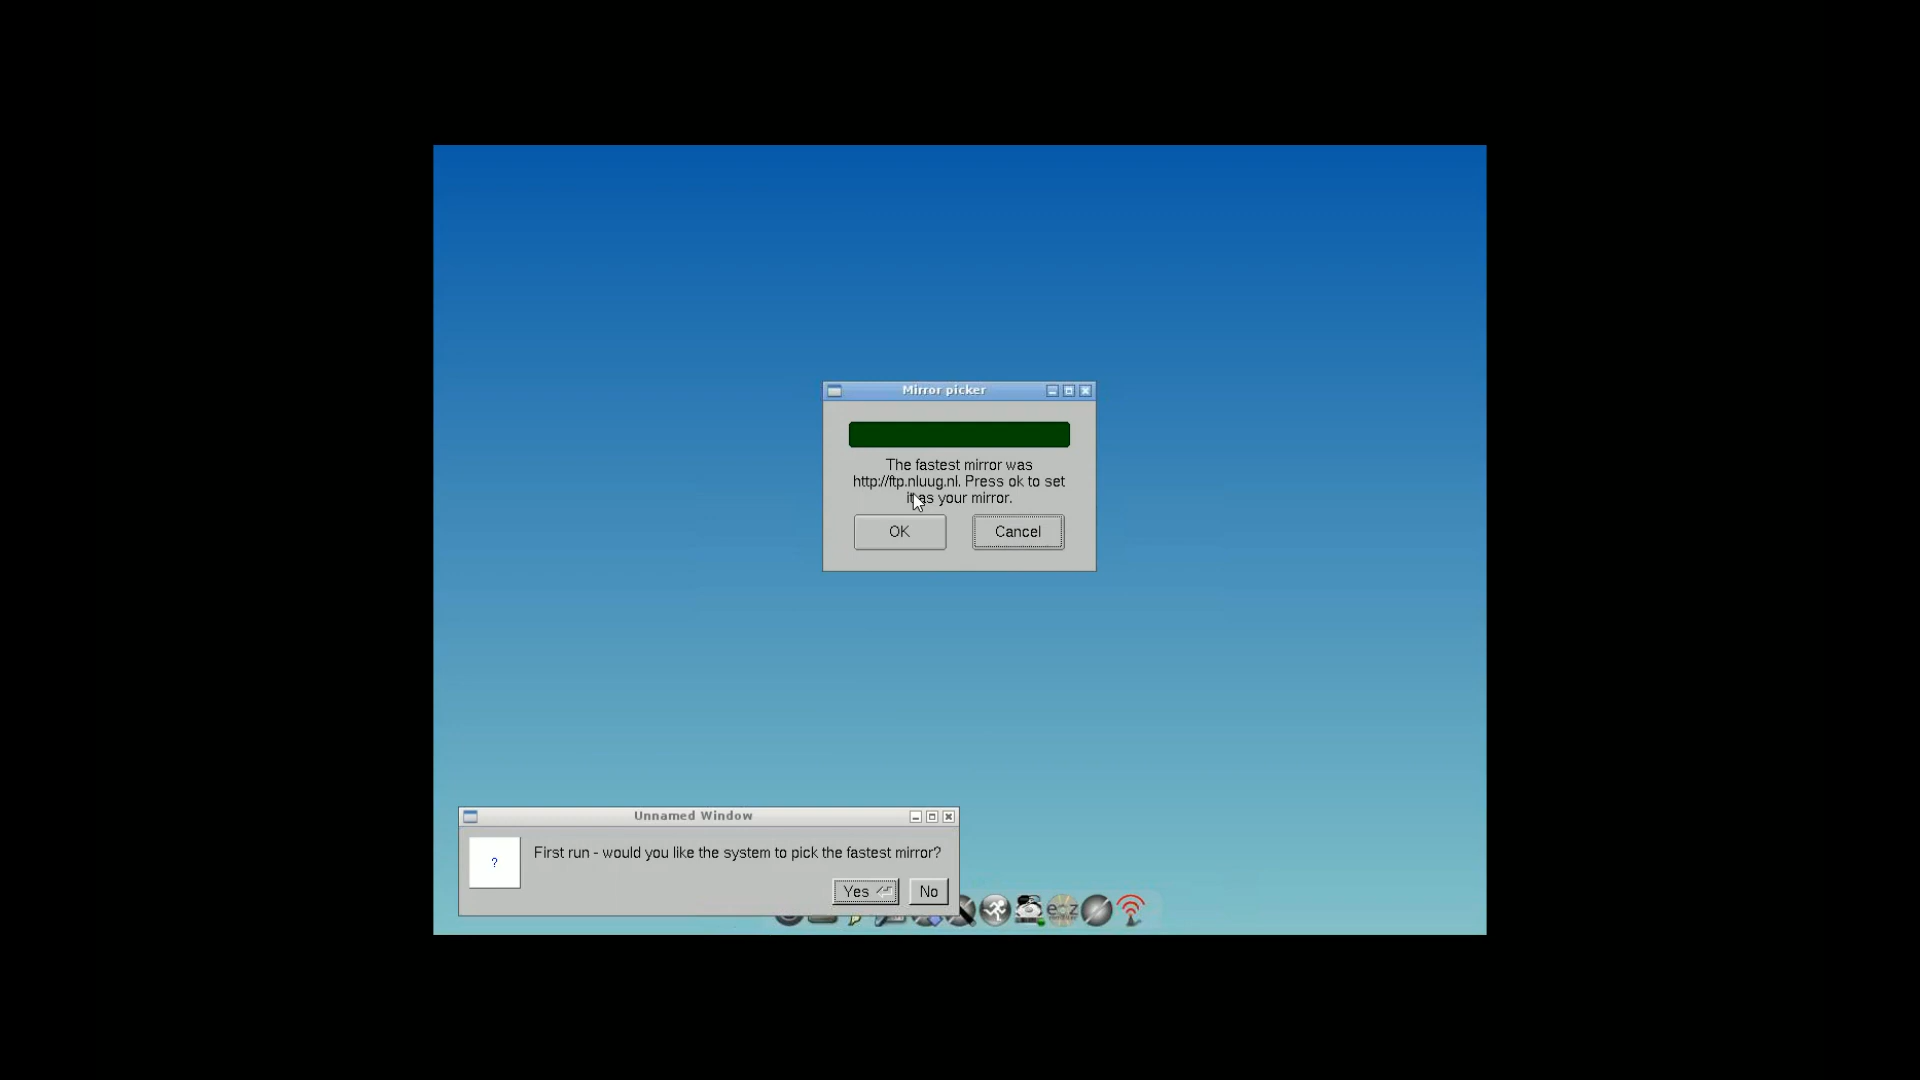 Mirror picker
The fastest mirror was
http://ftp.nluug.nl. Press ok to set
it as your mirror.
OK
Cancel
Unnamed Window
?
First run - would you like the system to pick the fastest mirror?
Yes
No